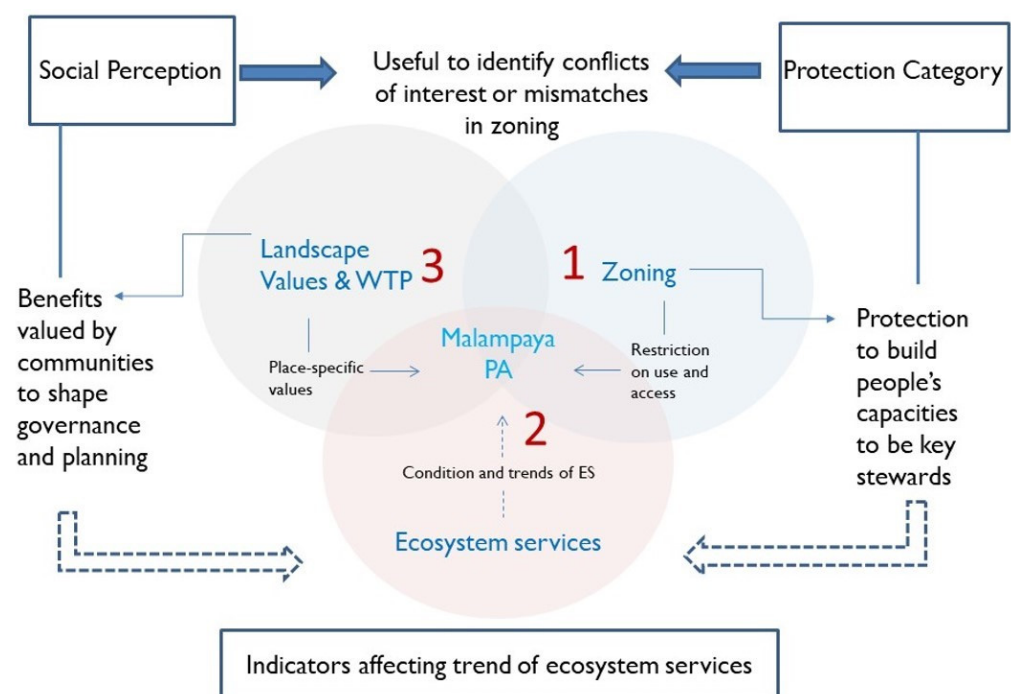 Social Perception
Useful to identify conflicts
of interest or mismatches
in zoning
Protection Category
Landscape
Values & WTP
3
1
Zoning
Benefits
valued by
communities
to shape
governance
and planning
Place-specific
values
Malampaya
PA
Restriction
on use and
access
Protection
to build
people's
capacities
to be key
stewards
2
Condition and trends of ES
Ecosystem services
Indicators affecting trend of ecosystem services